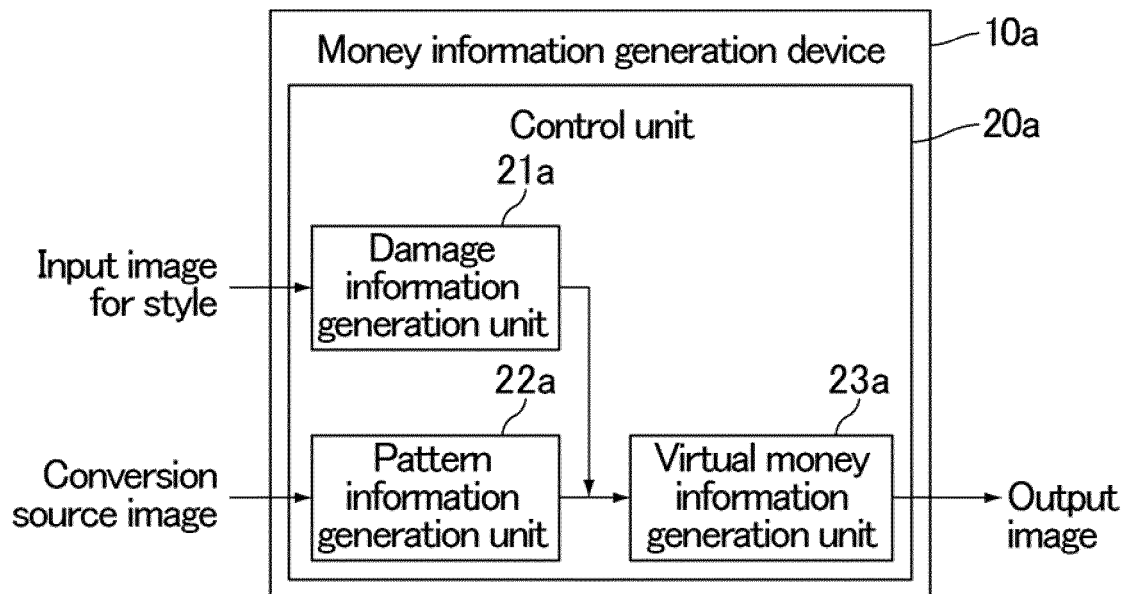 Money information generation device
10a
Control unit
20a
21a
Input image
for style
Damage
information
generation unit
22a
23a
Conversion
source image
Pattern
information
generation unit
Virtual money
information
generation unit
Output
image